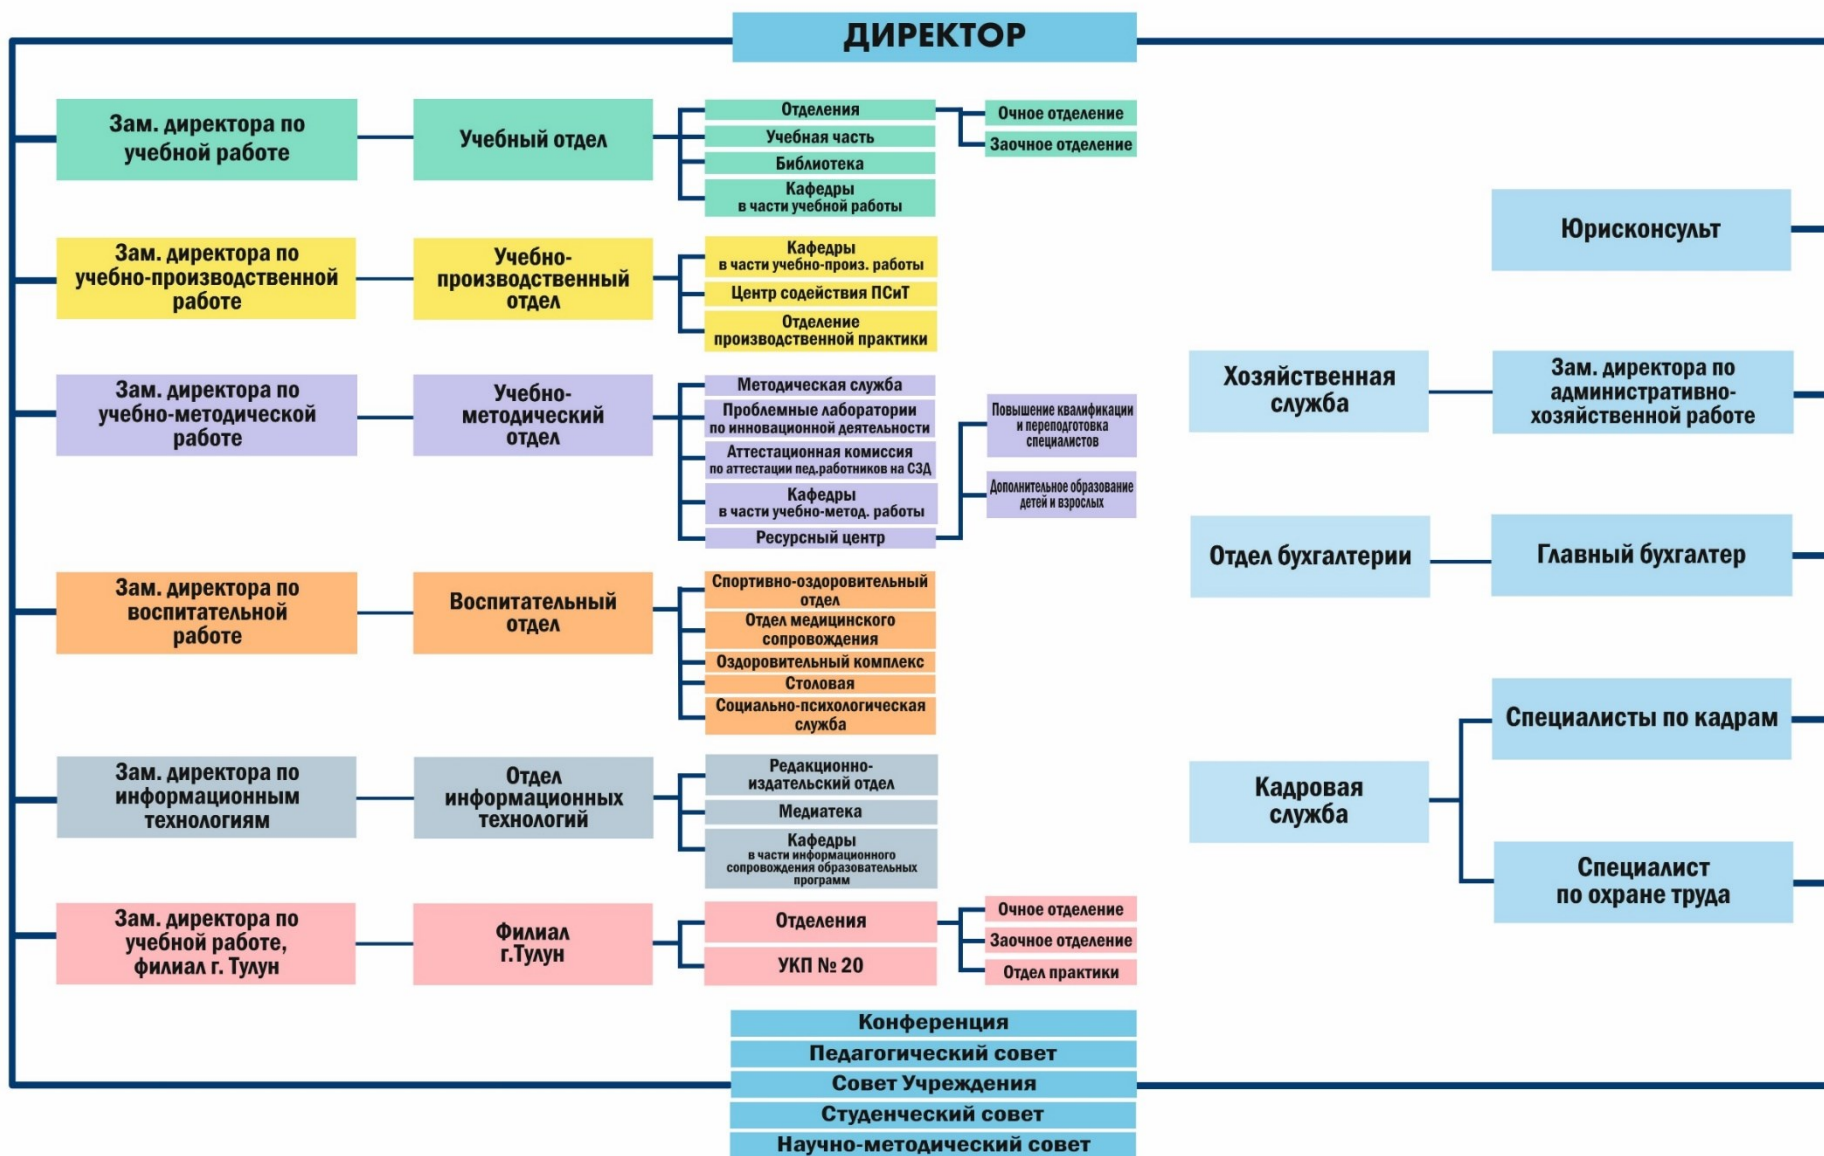 ДИРЕКТОР
Зам. директора по
учебной работе
Учебный отдел
Отделения
Учебная часть
Библиотека
Кафедры
в части учебной работы
Очное отделение
Заочное отделение
Зам. директора по
учебно-производственной
работе
Учебно-
производственный
отдел
Кафедры
в части учебно-произ. работы
Центр содействия ПСиТ
Отделение
производственной практики
Зам. директора по
учебно-методической
работе
Учебно-
методический
отдел
Методическая служба
Проблемные лаборатории
по инновационной деятельности
Аттестационная комиссия
по аттестации пед.работников на СЗД
Кафедры
в части учебно-метод. работы
Ресурсный центр
Повышение квалификации
и переподготовка
специалистов
Дополнительное образование
детей и взрослых
Зам. директора по
воспитательной
работе
Воспитательный
отдел
Спортивно-оздоровительный
отдел
Отдел медицинского
сопровождения
Оздоровительный комплекс
Столовая
Социально-психологическая
служба
Зам. директора по
информационным
технологиям
Отдел
информационных
технологий
Редакционно-
издательский отдел
Медиатека
Кафедры
в части информационного
сопровождения образовательных
программ
Зам. директора по
учебной работе,
филиал г. Тулун
Филиал
г.Тулун
Отделения
УКП № 20
Очное отделение
Заочное отделение
Отдел практики
Юрисконсульт
Хозяйственная
служба
Зам. директора по
административно-
хозяйственной работе
Отдел бухгалтерии
Главный бухгалтер
Кадровая
служба
Специалисты по кадрам
Специалист
по охране труда
Конференция
Педагогический совет
Совет Учреждения
Студенческий совет
Научно-методический совет